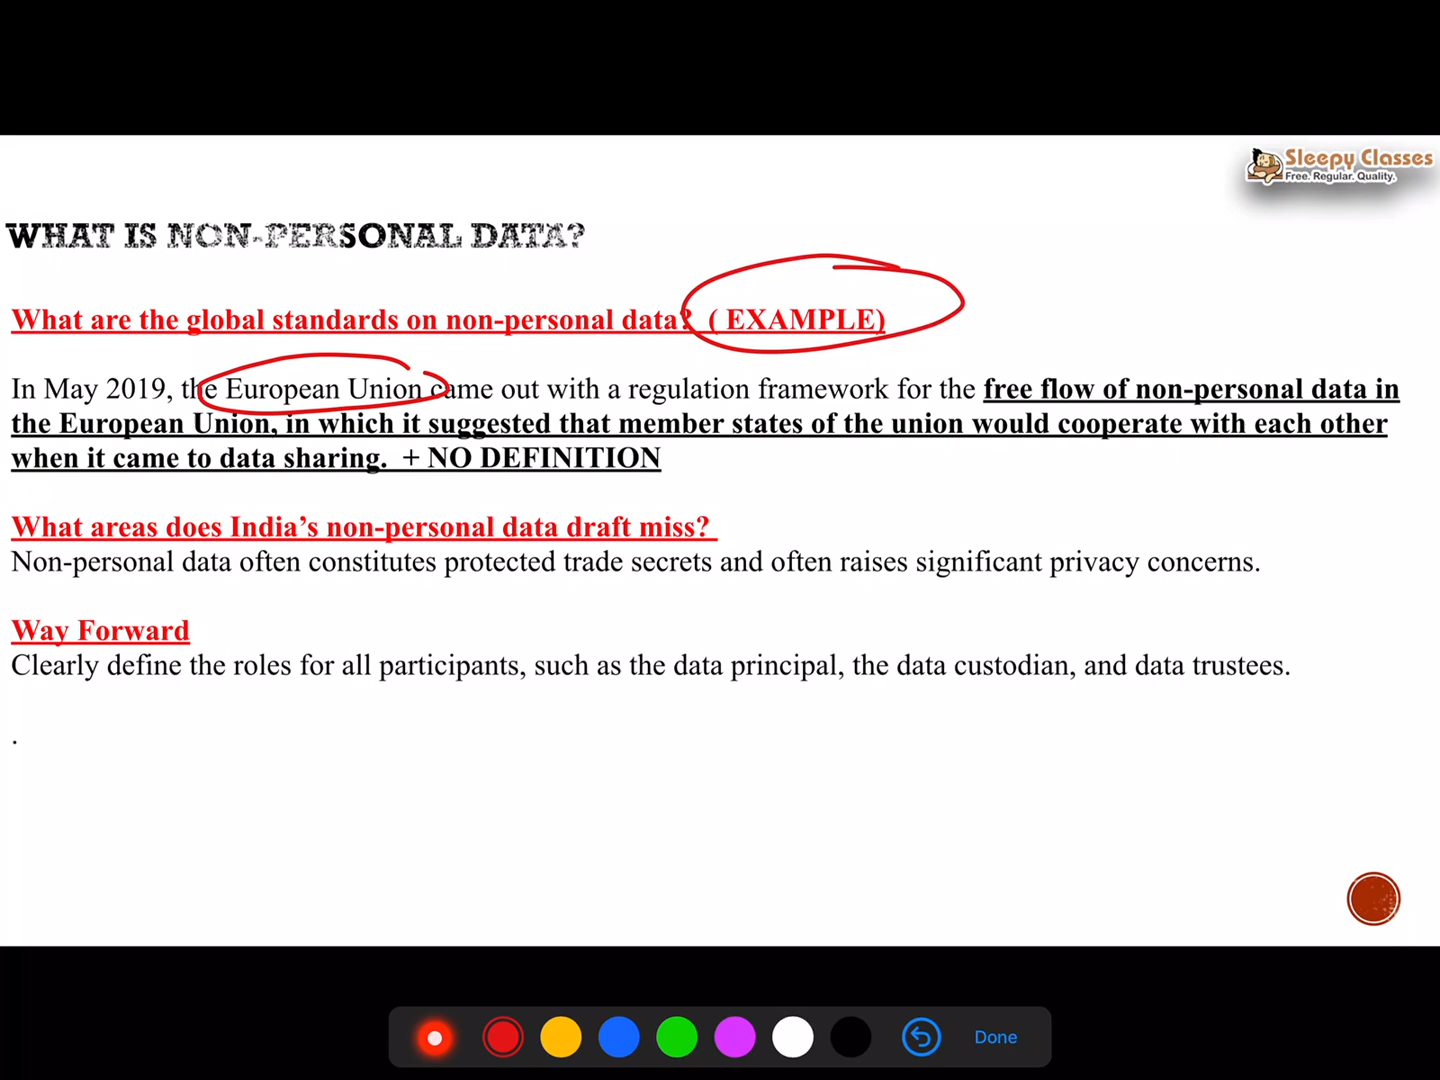 Sleepy Classes
Free. Regular. Quality.
WHAT IS NON-PERSONAL DATA?
What are the global standards on non-personal data? ( EXAMPLE)
In May 2019, the European Union came out with a regulation framework for the free flow of non-personal data in
the European Union, in which it suggested that member states of the union would cooperate with each other
when it came to data sharing. + NO DEFINITION
What areas does India’s non-personal data draft miss?
Non-personal data often constitutes protected trade secrets and often raises significant privacy concerns.
Way Forward
Clearly define the roles for all participants, such as the data principal, the data custodian, and data trustees.
.
Done